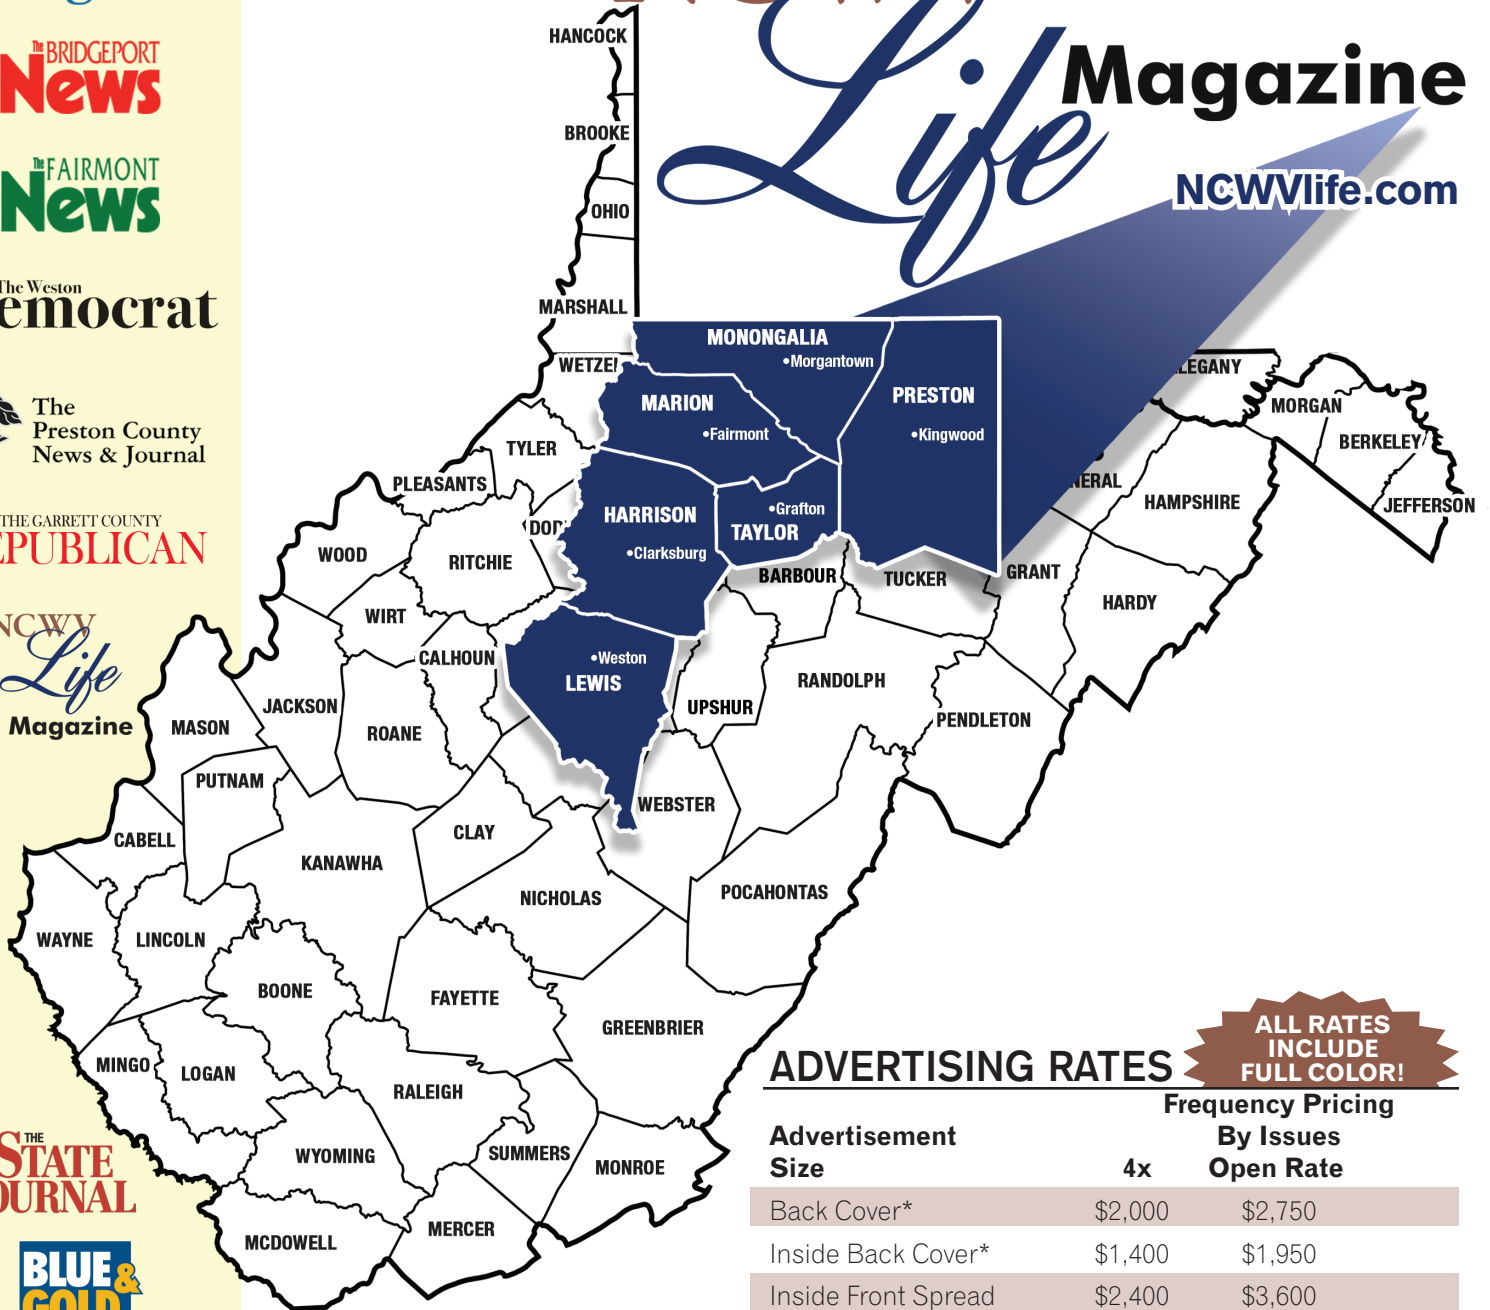 The BRIDGEPORT
News
The FAIRMONT
News
The Weston
The
Preston County
News & Journal
THE GARRETT COUNTY
NCWV
Life
Magazine
THE
BLUE &
GOLD
Life Magazine
NCWVlife.com
HANCOCK
BROOKE
OHIO
MARSHALL
WETZEL
MONONGALIA
•Morgantown
MARION
•Fairmont
PRESTON
•Kingwood
TYLER
PLEASANTS
HARRISON
•Clarksburg
•Grafton
TAYLOR
MORGAN
BERKELEY
JEFFERSON
HAMPSHIRE
WOOD
RITCHIE
BARBOUR
TUCKER
GRANT
HARDY
WIRT
CALHOUN
•Weston
LEWIS
UPSHUR
RANDOLPH
PENDLETON
JACKSON
MASON
ROANE
PUTNAM
WEBSTER
CABELL
CLAY
KANAWHA
NICHOLAS
POCAHONTAS
WAYNE
LINCOLN
BOONE
FAYETTE
GREENBRIER
MINGO
LOGAN
RALEIGH
WYOMING
SUMMERS
MONROE
MCDOWELL
MERCER
ALL RATES
INCLUDE
FULL COLOR!
ADVERTISING RATES
Frequency Pricing
Advertisement By Issues
Size 4x Open Rate
Back Cover* $2,000 $2,750
Inside Back Cover* $1,400 $1,950
Inside Front Spread $2,400 $3,600